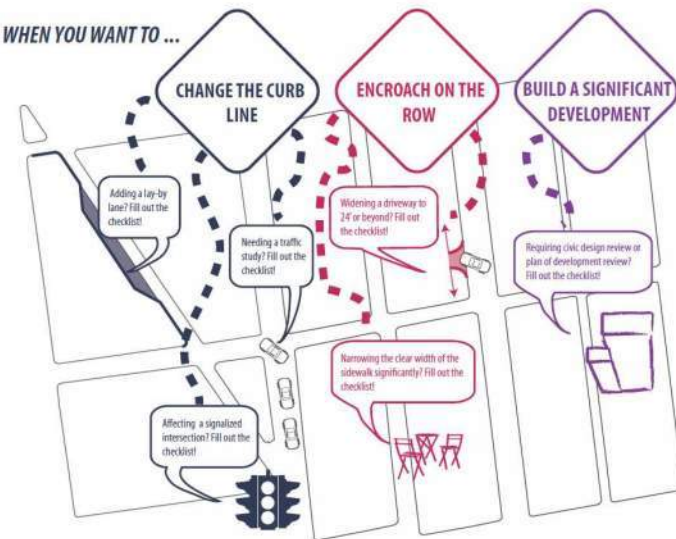 WHEN YOU WANT TO ...
CHANGE THE CURB
LINE
ENCROACH ON THE
ROW
BUILD A SIGNIFICANT
DEVELOPMENT
Adding a lay-by
lane? Fill out the
checklist!
Needing a traffic
study? Fill out the
checklist!
Widening a driveway to
24' or beyond? Fill out
the checklist!
Requiring civic design review or
plan of development review?
Fill out the checklist!
Narrowing the clear width of the
sidewalk significantly? Fill out the
checklist!
Affecting a signalized
intersection? Fill out the
checklist!